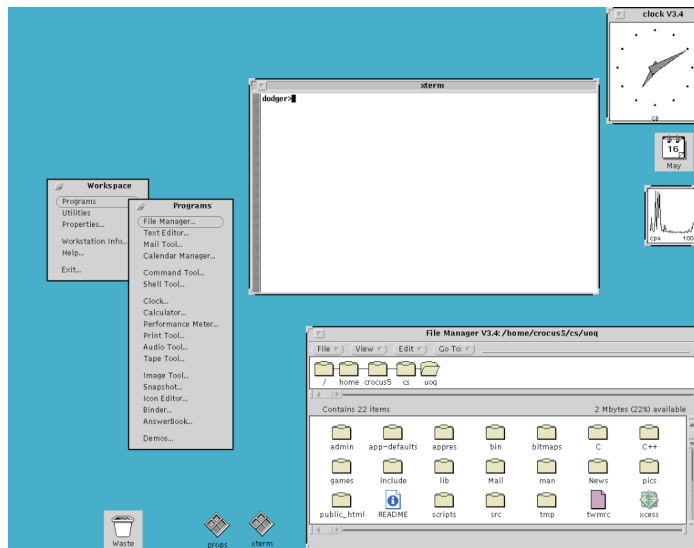 clock V3.4
GB
16
May
cpu 100
xterm
dodger>
Workspace
Programs
Utilities
Properties...
Workstation Info...
Help...
Exit...
Programs
File Manager...
Text Editor...
Mail Tool...
Calendar Manager...
Command Tool...
Shell Tool...
Clock...
Calculator...
Performance Meter...
Print Tool...
Audio Tool...
Tape Tool...
Image Tool...
Snapshot...
Icon Editor...
Binder...
AnswerBook...
Demos...
File Manager V3.4: /home/crocus5/cs/uoq
File View Edit Go To:
/ home crocus5 cs uoq
Contains 22 items 2 Mbytes (22%) available
admin app-defaults appres bin bitmaps C C++
games include lib Mail man News pics
public_html README scripts src tmp twmrc xcess
Waste props xterm